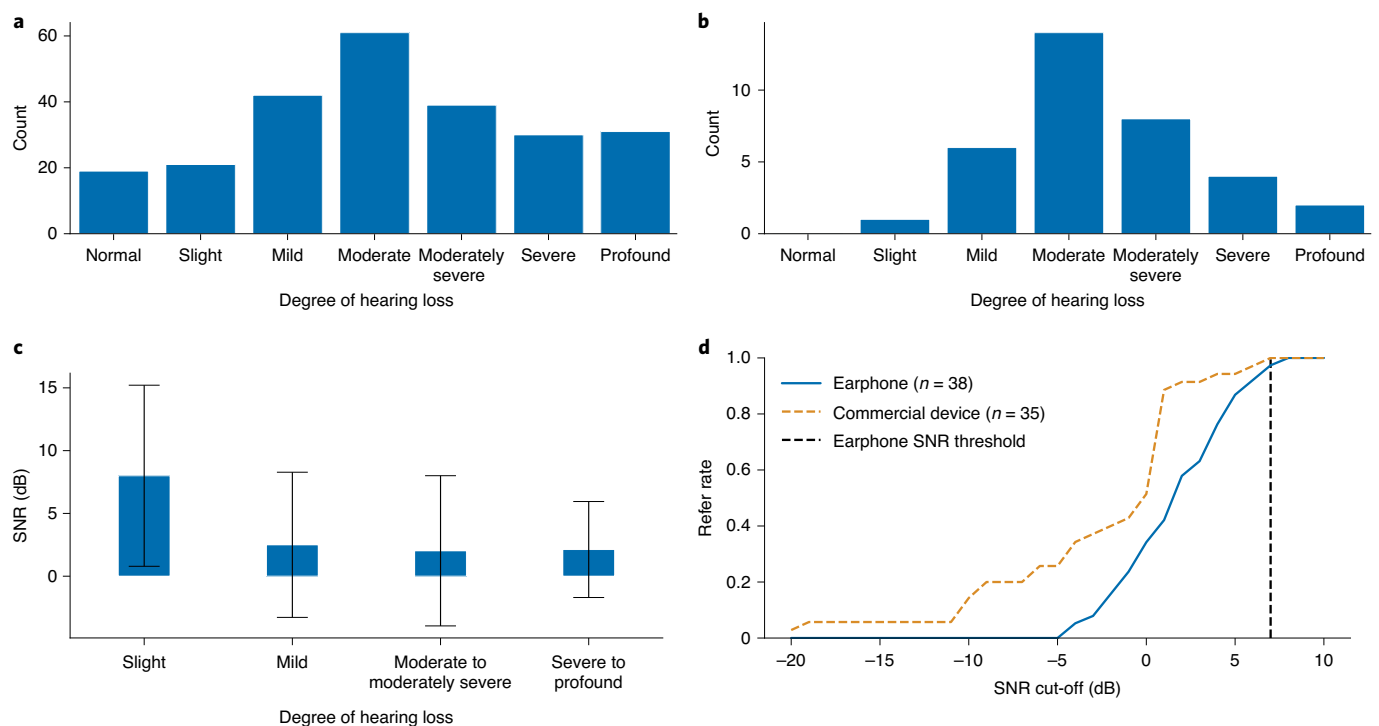 a
60
40
20
0
Count
Normal
Slight
Mild
Moderate
Moderately
severe
Severe
Profound
Degree of hearing loss
b
10
5
0
Count
Normal
Slight
Mild
Moderate
Moderately
severe
Severe
Profound
Degree of hearing loss
c
15
10
5
0
SNR (dB)
Slight
Mild
Moderate to
moderately severe
Severe to
profound
Degree of hearing loss
d
1.0
0.8
0.6
0.4
0.2
0
Refer rate
Earphone (n = 38)
Commercial device (n = 35)
Earphone SNR threshold
–20
–15
–10
–5
0
5
10
SNR cut-off (dB)